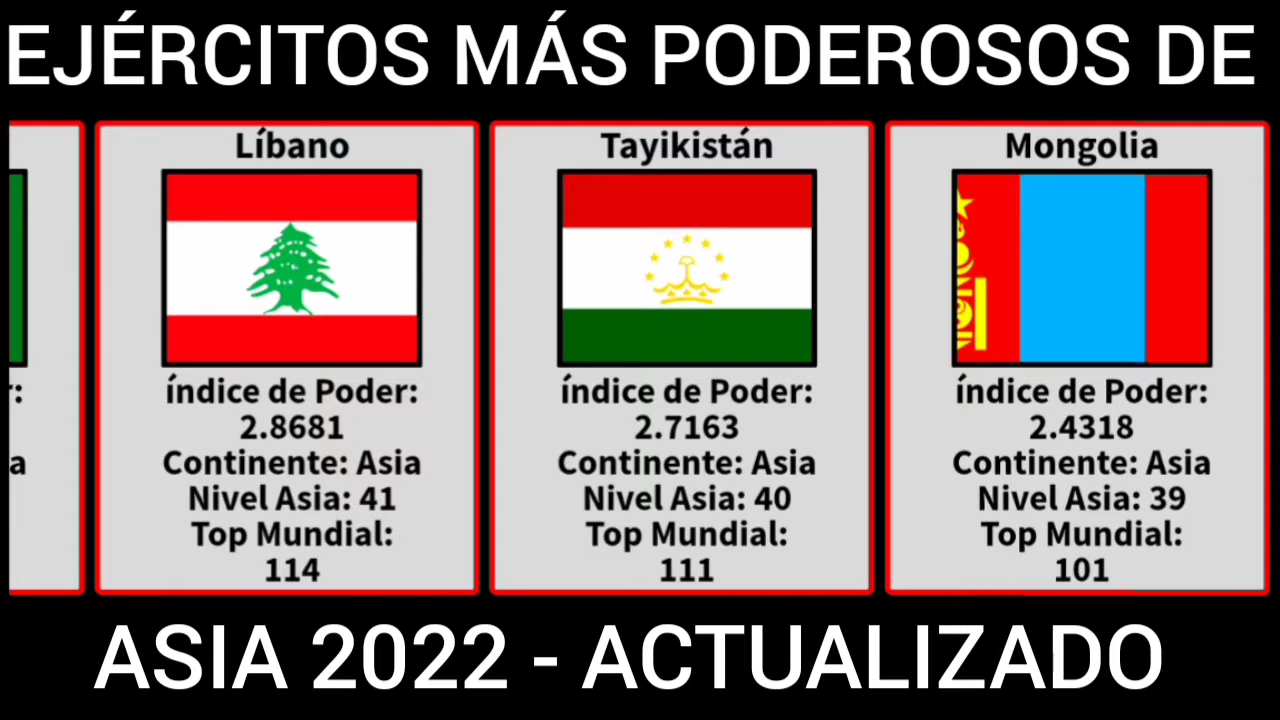 EJÉRCITOS MÁS PODEROSOS DE
Líbano
índice de Poder:
2.8681
Continente: Asia
Nivel Asia: 41
Top Mundial:
114
Tayikistán
índice de Poder:
2.7163
Continente: Asia
Nivel Asia: 40
Top Mundial:
111
Mongolia
índice de Poder:
2.4318
Continente: Asia
Nivel Asia: 39
Top Mundial:
101
ASIA 2022 - ACTUALIZADO